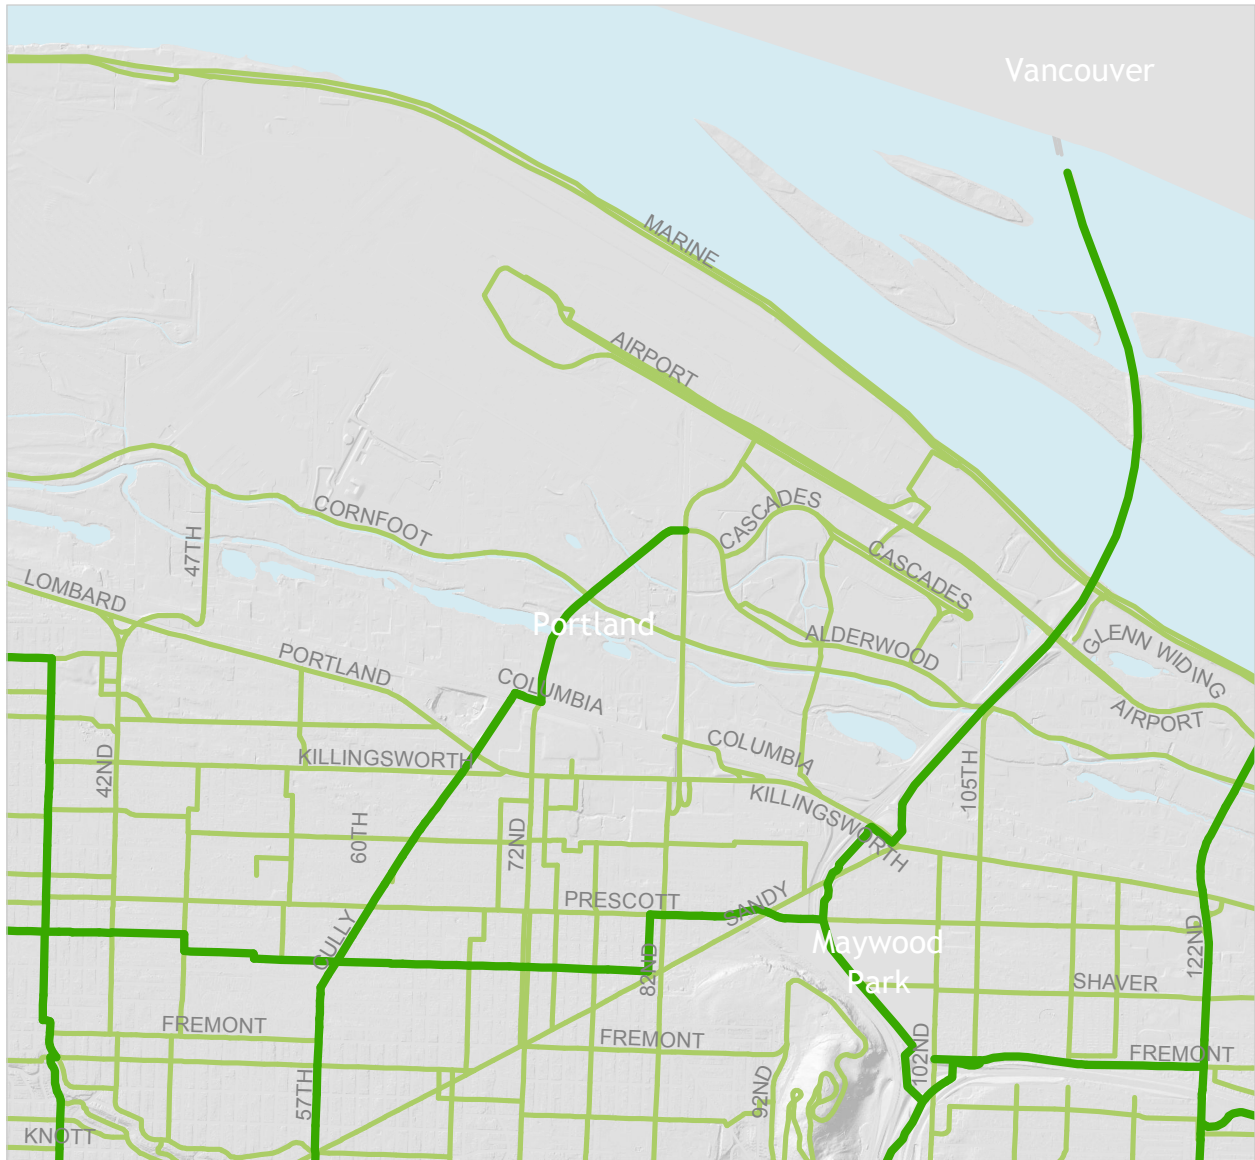 Vancouver
MARINE
AIRPORT
CASCADES
CORNFOOT
47TH
CASCADES
LOMBARD
Portland
ALDERWOOD
GLENN WIDING
PORTLAND
COLUMBIA
AIRPORT
COLUMBIA
42ND
KILLINGSWORTH
105TH
KILLINGSWORTH
60TH
72ND
PRESCOTT
SANDY
CULLY
82ND
Maywood
Park
122ND
SHAVER
FREMONT
FREMONT
102ND
FREMONT
57TH
92ND
KNOTT